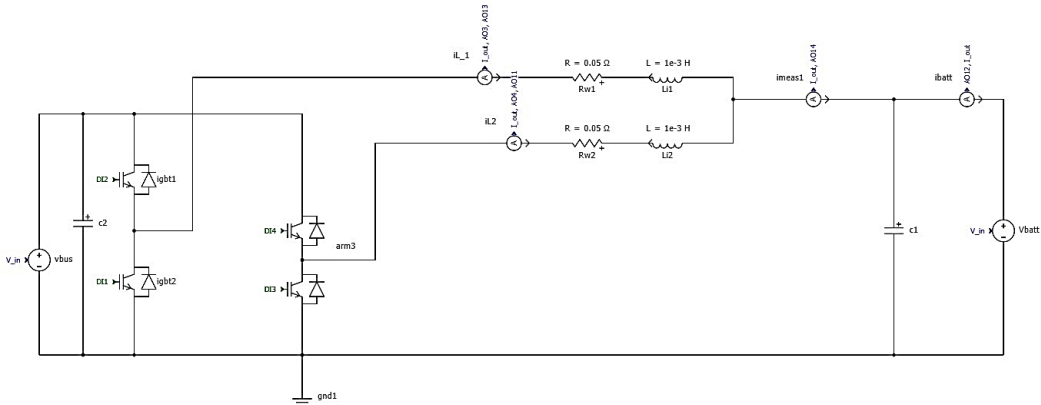 I_out, AO3, AO13
iL_1
R = 0.05 Ω
L = 1e-3 H
Rw1
Li1
I_out, AO14
imeas1
AO12, I_out
ibatt
I_out, AO4, AO11
iL2
R = 0.05 Ω
L = 1e-3 H
Rw2
Li2
A
A
A
A
DI2
igbt1
c2
DI4
arm3
V_in
vbus
DI1
igbt2
DI3
c1
V_in
Vbatt
gnd1